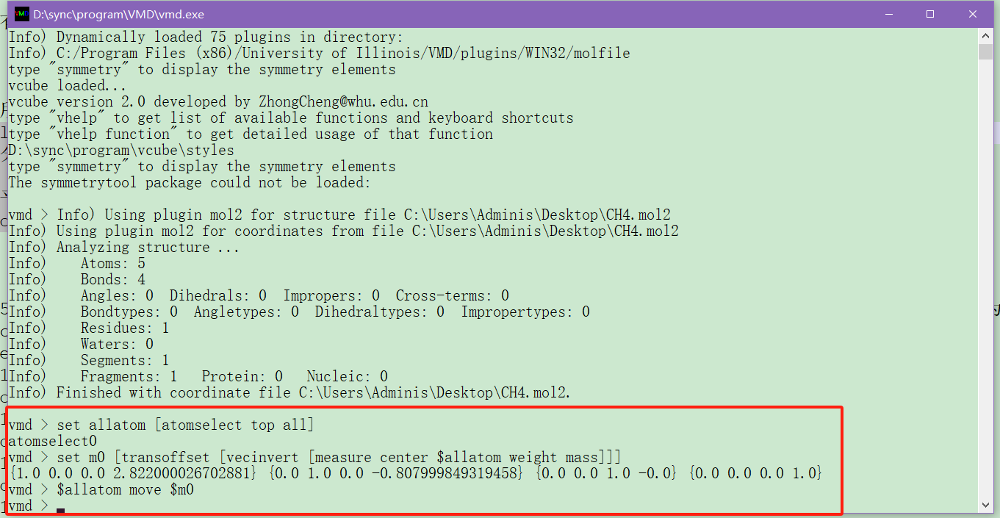 D:\sync\program\VMD\vmd.exe
Info) Dynamically loaded 75 plugins in directory:
Info) C:/Program Files (x86)/University of Illinois/VMD/plugins/WIN32/molfile
type "symmetry" to display the symmetry elements
vcube loaded...
vcube version 2.0 developed by ZhongCheng@whu.edu.cn
type "vhelp" to get list of available functions and keyboard shortcuts
type "vhelp function" to get detailed usage of that function
D:\sync\program\vcube\styles
type "symmetry" to display the symmetry elements
The symmetrytool package could not be loaded:
vmd > Info) Using plugin mol2 for structure file C:\Users\Adminis\Desktop\CH4.mol2
Info) Using plugin mol2 for coordinates from file C:\Users\Adminis\Desktop\CH4.mol2
Info) Analyzing structure ...
Info)    Atoms: 5
Info)    Bonds: 4
Info)    Angles: 0  Dihedrals: 0  Impropers: 0  Cross-terms: 0
Info)    Bondtypes: 0  Angletypes: 0  Dihedraltypes: 0  Impropertypes: 0
Info)    Residues: 1
Info)    Waters: 0
Info)    Segments: 1
Info)    Fragments: 1   Protein: 0   Nucleic: 0
Info) Finished with coordinate file C:\Users\Adminis\Desktop\CH4.mol2.
vmd > set allatom [atomselect top all]
atomselect0
vmd > set m0 [transoffset [vecinvert [measure center $allatom weight mass]]]
{1.0 0.0 0.0 2.822000026702881} {0.0 1.0 0.0 -0.807999849319458} {0.0 0.0 1.0 -0.0} {0.0 0.0 0.0 1.0}
vmd > $allatom move $m0
vmd >